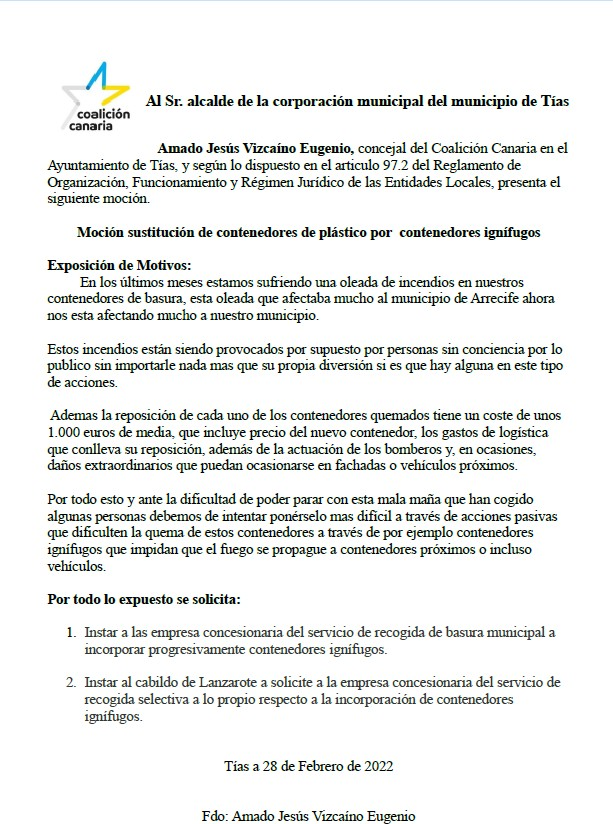 coalición
canaria
Al Sr. alcalde de la corporación municipal del municipio de Tías
Amado Jesús Vizcaíno Eugenio, concejal del Coalición Canaria en el
Ayuntamiento de Tías, y según lo dispuesto en el articulo 97.2 del Reglamento de
Organización, Funcionamiento y Régimen Jurídico de las Entidades Locales, presenta el
siguiente moción.
Moción sustitución de contenedores de plástico por contenedores ignífugos
Exposición de Motivos:
En los últimos meses estamos sufriendo una oleada de incendios en nuestros
contenedores de basura, esta oleada que afectaba mucho al municipio de Arrecife ahora
nos esta afectando mucho a nuestro municipio.
Estos incendios están siendo provocados por supuesto por personas sin conciencia por lo
publico sin importarle nada mas que su propia diversión si es que hay alguna en este tipo
de acciones.
Ademas la reposición de cada uno de los contenedores quemados tiene un coste de unos
1.000 euros de media, que incluye precio del nuevo contenedor, los gastos de logística
que conlleva su reposición, además de la actuación de los bomberos y, en ocasiones,
daños extraordinarios que puedan ocasionarse en fachadas o vehículos próximos.
Por todo esto y ante la dificultad de poder parar con esta mala maña que han cogido
algunas personas debemos de intentar ponérselo mas difícil a través de acciones pasivas
que dificulten la quema de estos contenedores a través de por ejemplo contenedores
ignífugos que impidan que el fuego se propague a contenedores próximos o incluso
vehículos.
Por todo lo expuesto se solicita:
1. Instar a las empresa concesionaria del servicio de recogida de basura municipal a
incorporar progresivamente contenedores ignífugos.
2. Instar al cabildo de Lanzarote a solicite a la empresa concesionaria del servicio de
recogida selectiva a lo propio respecto a la incorporación de contenedores
ignífugos.
Tías a 28 de Febrero de 2022
Fdo: Amado Jesús Vizcaíno Eugenio